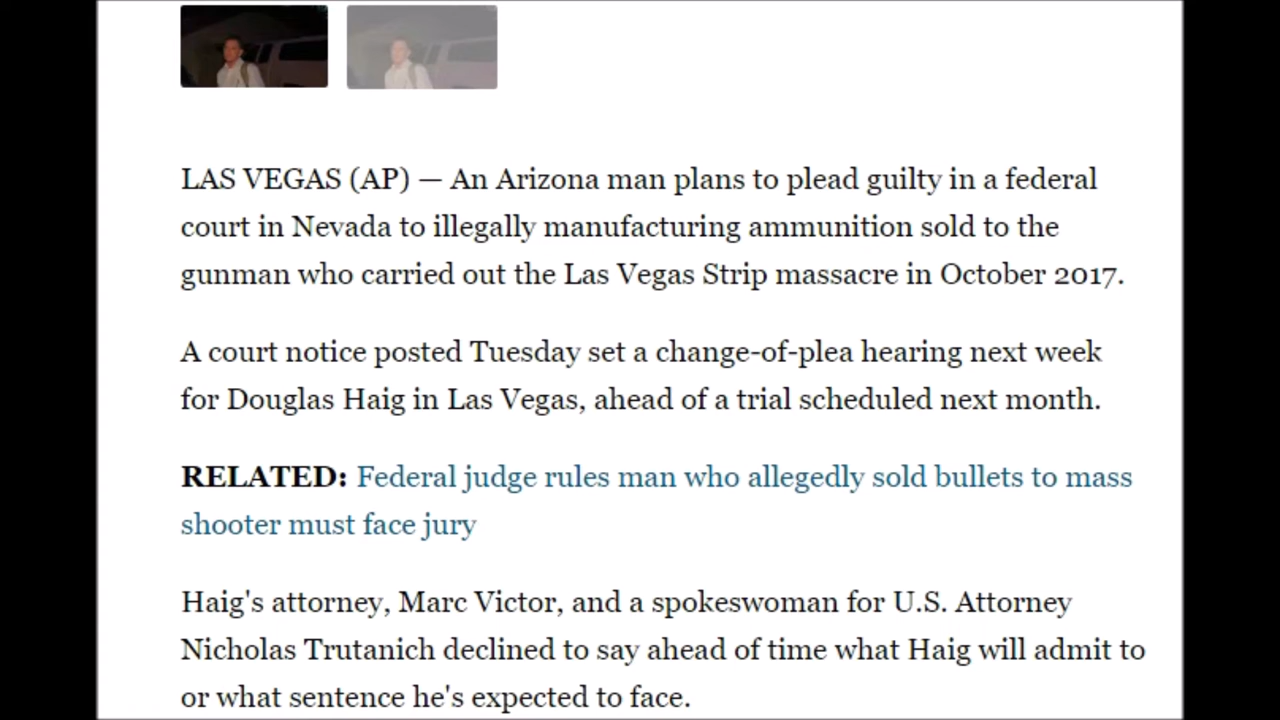 LAS VEGAS (AP) — An Arizona man plans to plead guilty in a federal
court in Nevada to illegally manufacturing ammunition sold to the
gunman who carried out the Las Vegas Strip massacre in October 2017.
A court notice posted Tuesday set a change-of-plea hearing next week
for Douglas Haig in Las Vegas, ahead of a trial scheduled next month.
RELATED: Federal judge rules man who allegedly sold bullets to mass
shooter must face jury
Haig's attorney, Marc Victor, and a spokeswoman for U.S. Attorney
Nicholas Trutanich declined to say ahead of time what Haig will admit to
or what sentence he's expected to face.